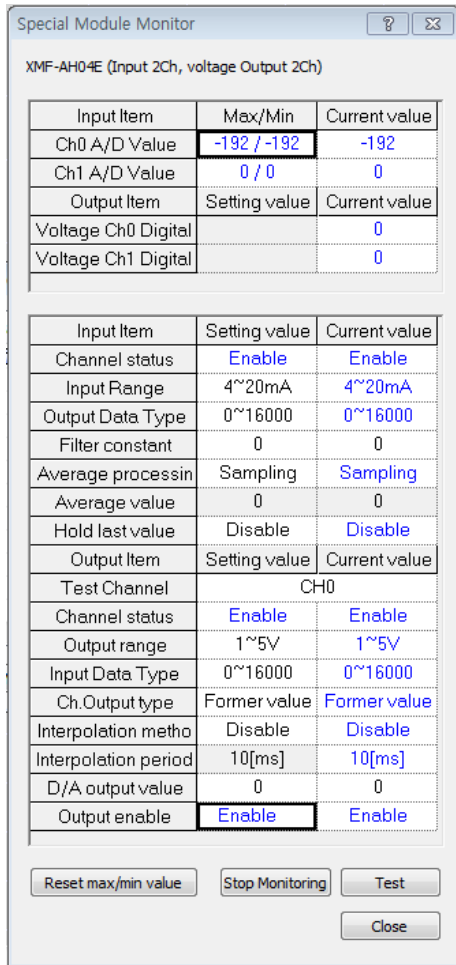 Special Module Monitor
XMF-AH04E (Input 2Ch, voltage Output 2Ch)
Input Item Max/Min Current value
Ch0 A/D Value -192 / -192 -192
Ch1 A/D Value 0 / 0 0
Output Item Setting value Current value
Voltage Ch0 Digital 0
Voltage Ch1 Digital 0
Input Item Setting value Current value
Channel status Enable Enable
Input Range 4~20mA 4~20mA
Output Data Type 0~16000 0~16000
Filter constant 0 0
Average processin Sampling Sampling
Average value 0 0
Hold last value Disable Disable
Output Item Setting value Current value
Test Channel CH0
Channel status Enable Enable
Output range 1~5V 1~5V
Input Data Type 0~16000 0~16000
Ch.Output type Former value Former value
Interpolation metho Disable Disable
Interpolation period 10[ms] 10[ms]
D/A output value 0 0
Output enable Enable Enable
Reset max/min value Stop Monitoring Test
Close